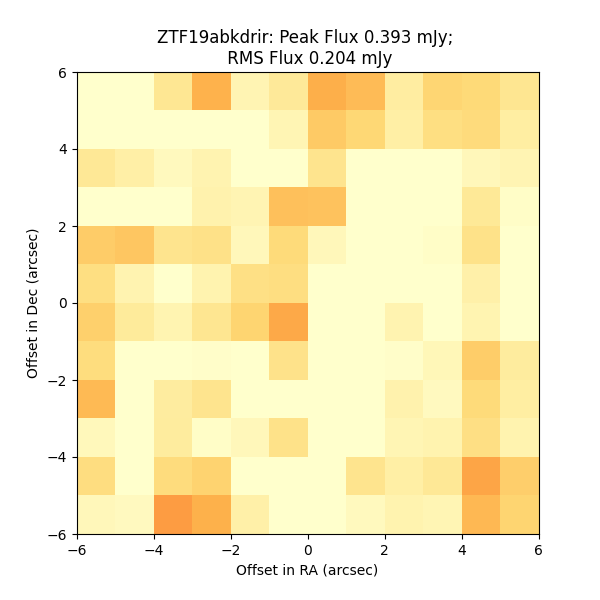 ZTF19abkdrir: Peak Flux 0.393 mJy;
RMS Flux 0.204 mJy
6
4
2
0
−2
−4
−6
Offset in Dec (arcsec)
−6 −4 −2 0 2 4 6
Offset in RA (arcsec)